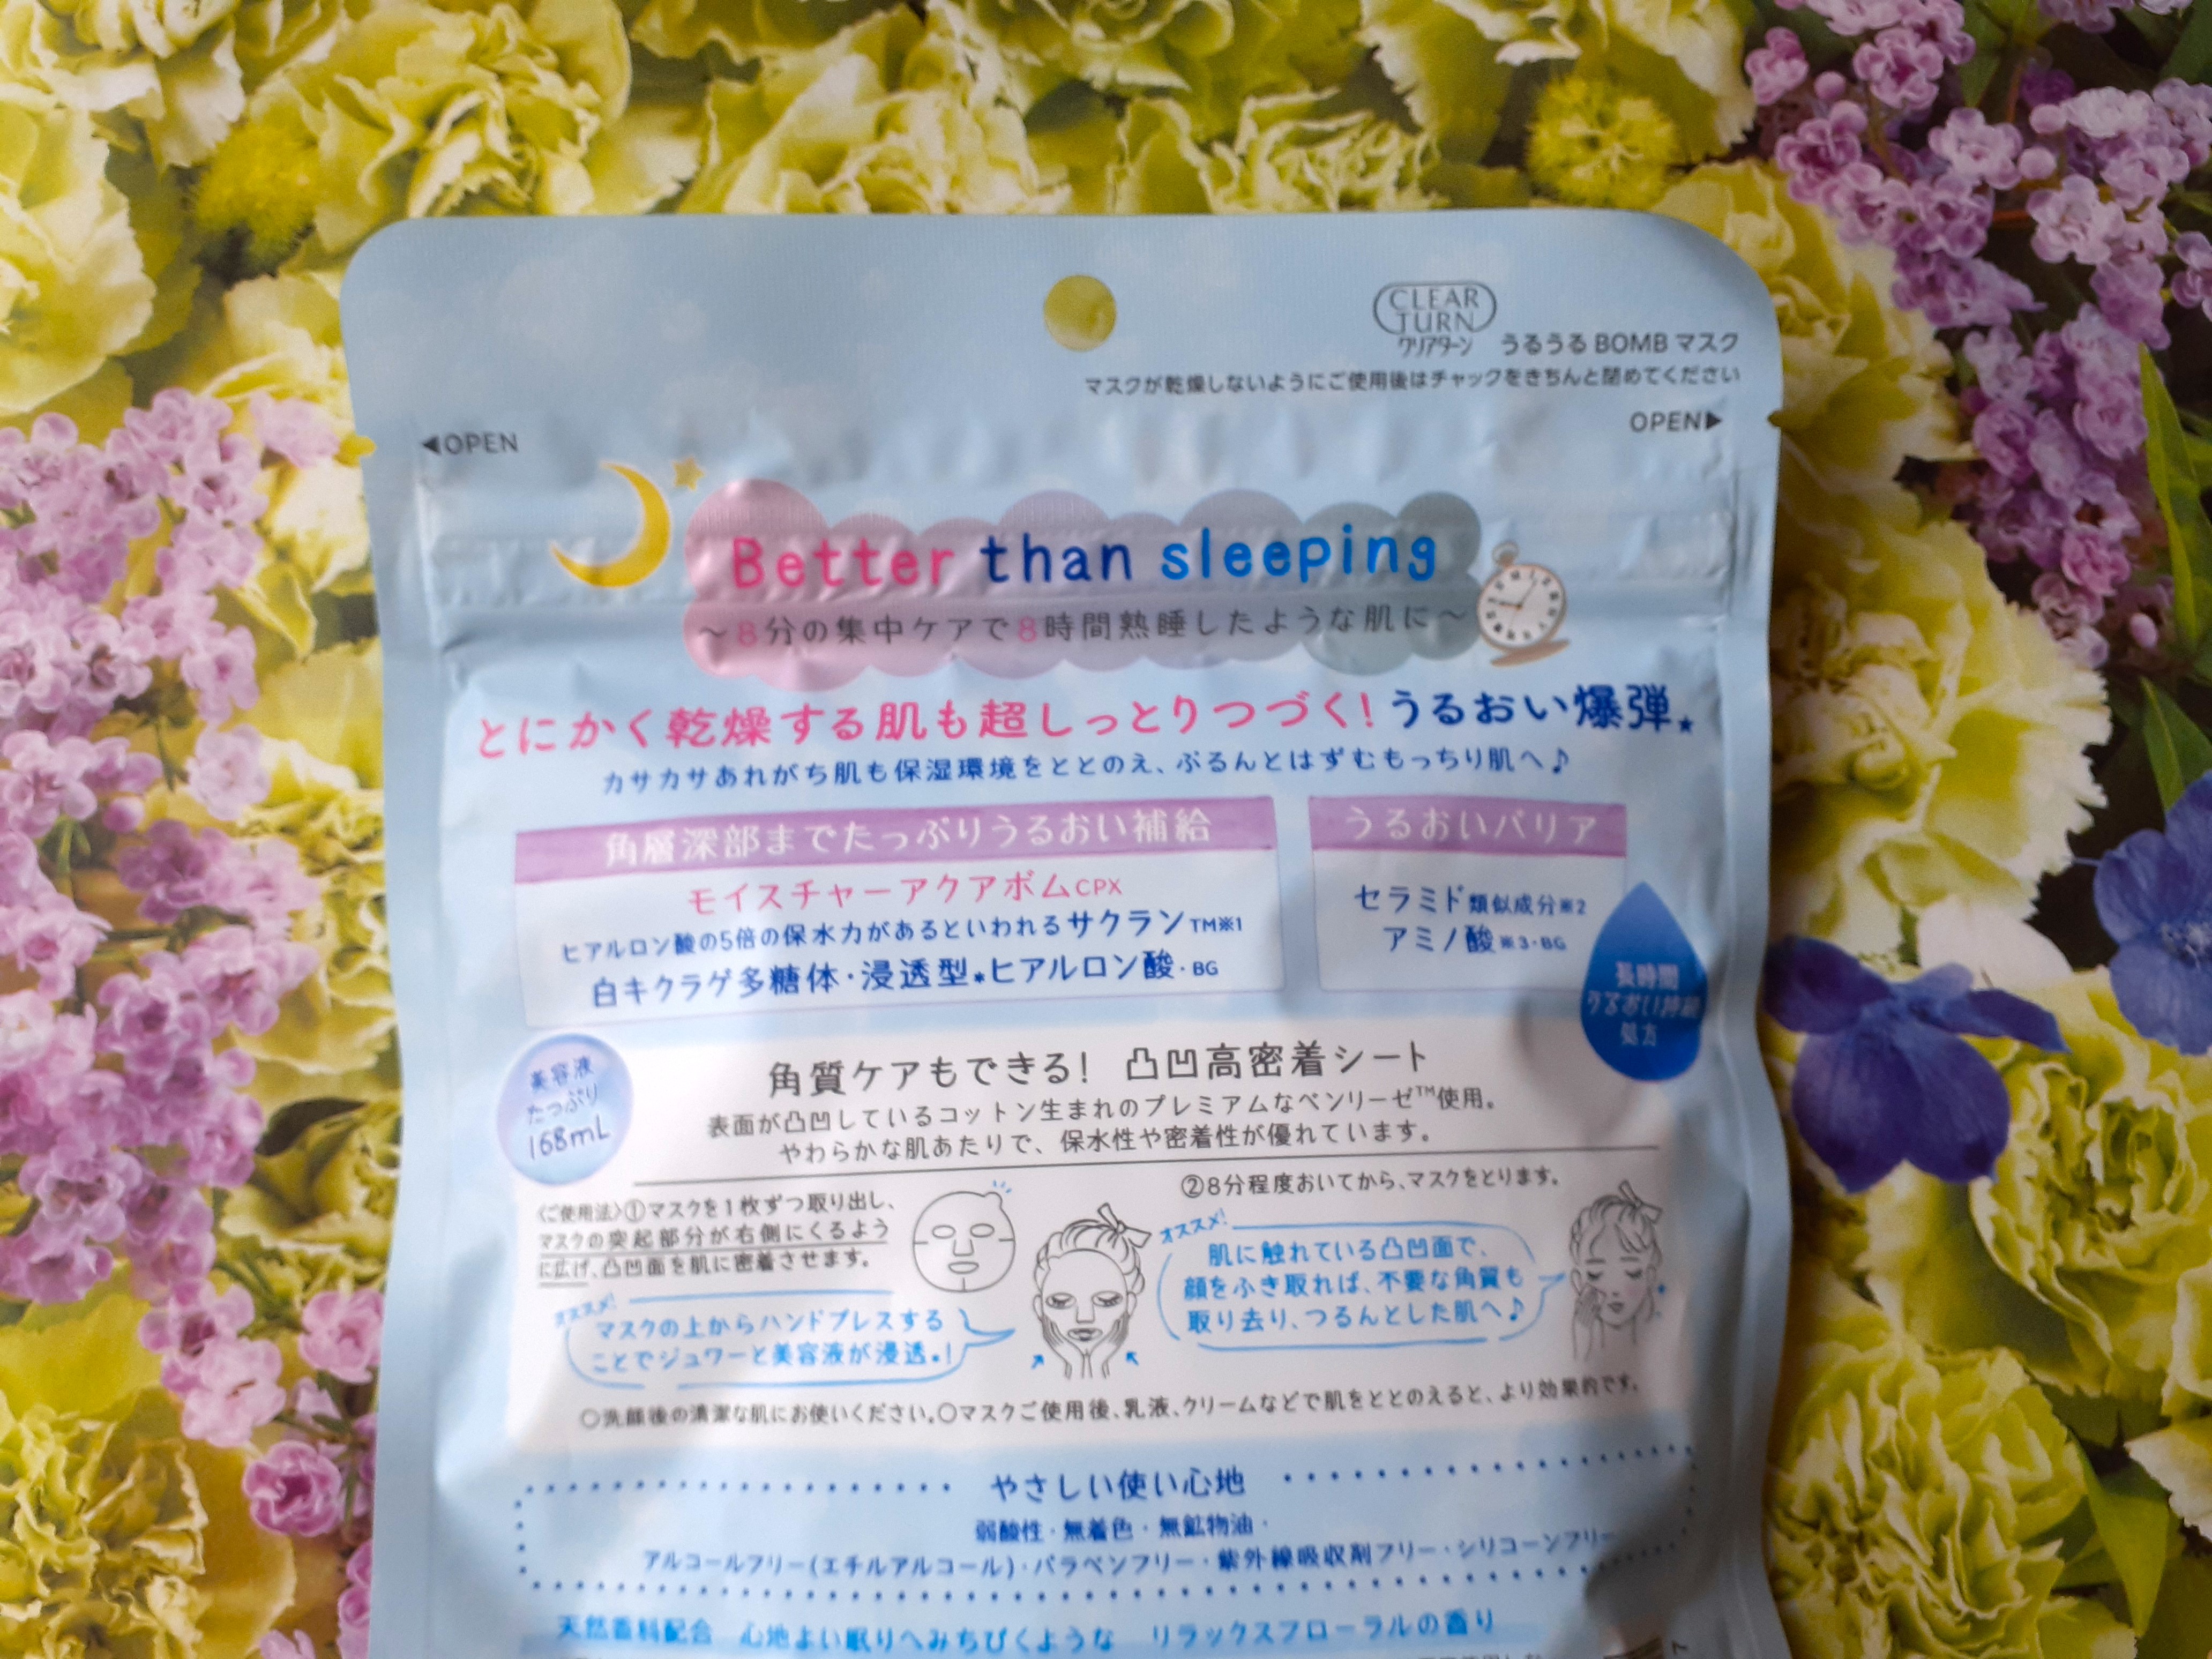 CLEAR
TURN
クリアターン うるうる BOMB マスク
マスクが乾燥しないようにご使用後はチャックをきちんと閉めてください
◀OPEN
OPEN▶
Better than sleeping
～8分の集中ケアで8時間熟睡したような肌に～
とにかく乾燥する肌も超しっとりつづく!うるおい爆弾★
カサカサあれがち肌も保湿環境をととのえ、ぷるんとはずむもっちり肌へ♪
角層深部までたっぷりうるおい補給
モイスチャーアクアボムCPX
ヒアルロン酸の5倍の保水力があるといわれるサクランTM※1
白キクラゲ多糖体・浸透型*ヒアルロン酸・BG
うるおいバリア
セラミド類似成分※2
アミノ酸※3・BG
長時間
うるおい持続
処方
美容液
たっぷり
168mL
角質ケアもできる! 凸凹高密着シート
表面が凸凹しているコットン生まれのプレミアムなベンリーゼ™使用。
やわらかな肌あたりで、保水性や密着性が優れています。
〈ご使用法〉①マスクを1枚ずつ取り出し、
マスクの突起部分が右側にくるよう
に広げ、凸凹面を肌に密着させます。
オススメ!
マスクの上からハンドプレスする
ことでジュワーと美容液が浸透*!
②8分程度おいてから、マスクをとります。
オススメ!
肌に触れている凸凹面で、
顔をふき取れば、不要な角質も
取り去り、つるんとした肌へ♪
○洗顔後の清潔な肌にお使いください。○マスクご使用後、乳液、クリームなどで肌をととのえると、より効果的です。
やさしい使い心地
弱酸性・無着色・無鉱物油・
アルコールフリー(エチルアルコール)・パラベンフリー・紫外線吸収剤フリー・シリコーンフリー
天然香料配合 心地よい眠りへみちびくような リラックスフローラルの香り